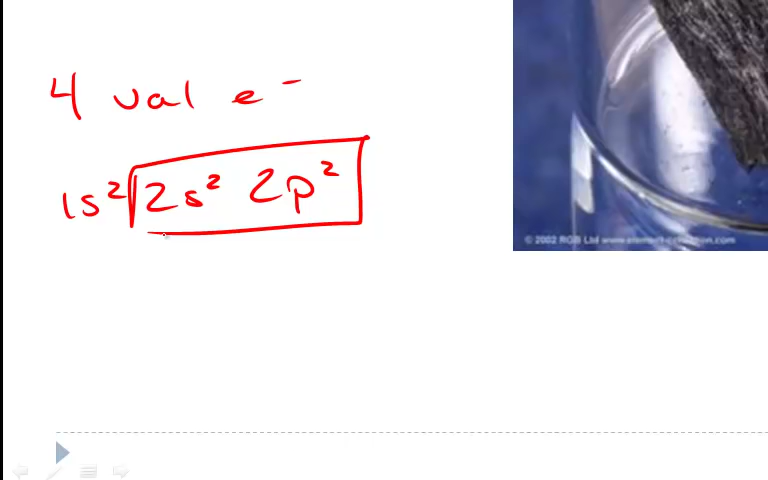 4 val e⁻
1s² 2s² 2p²
© 2002 RGB Ltd www.element-collection.com